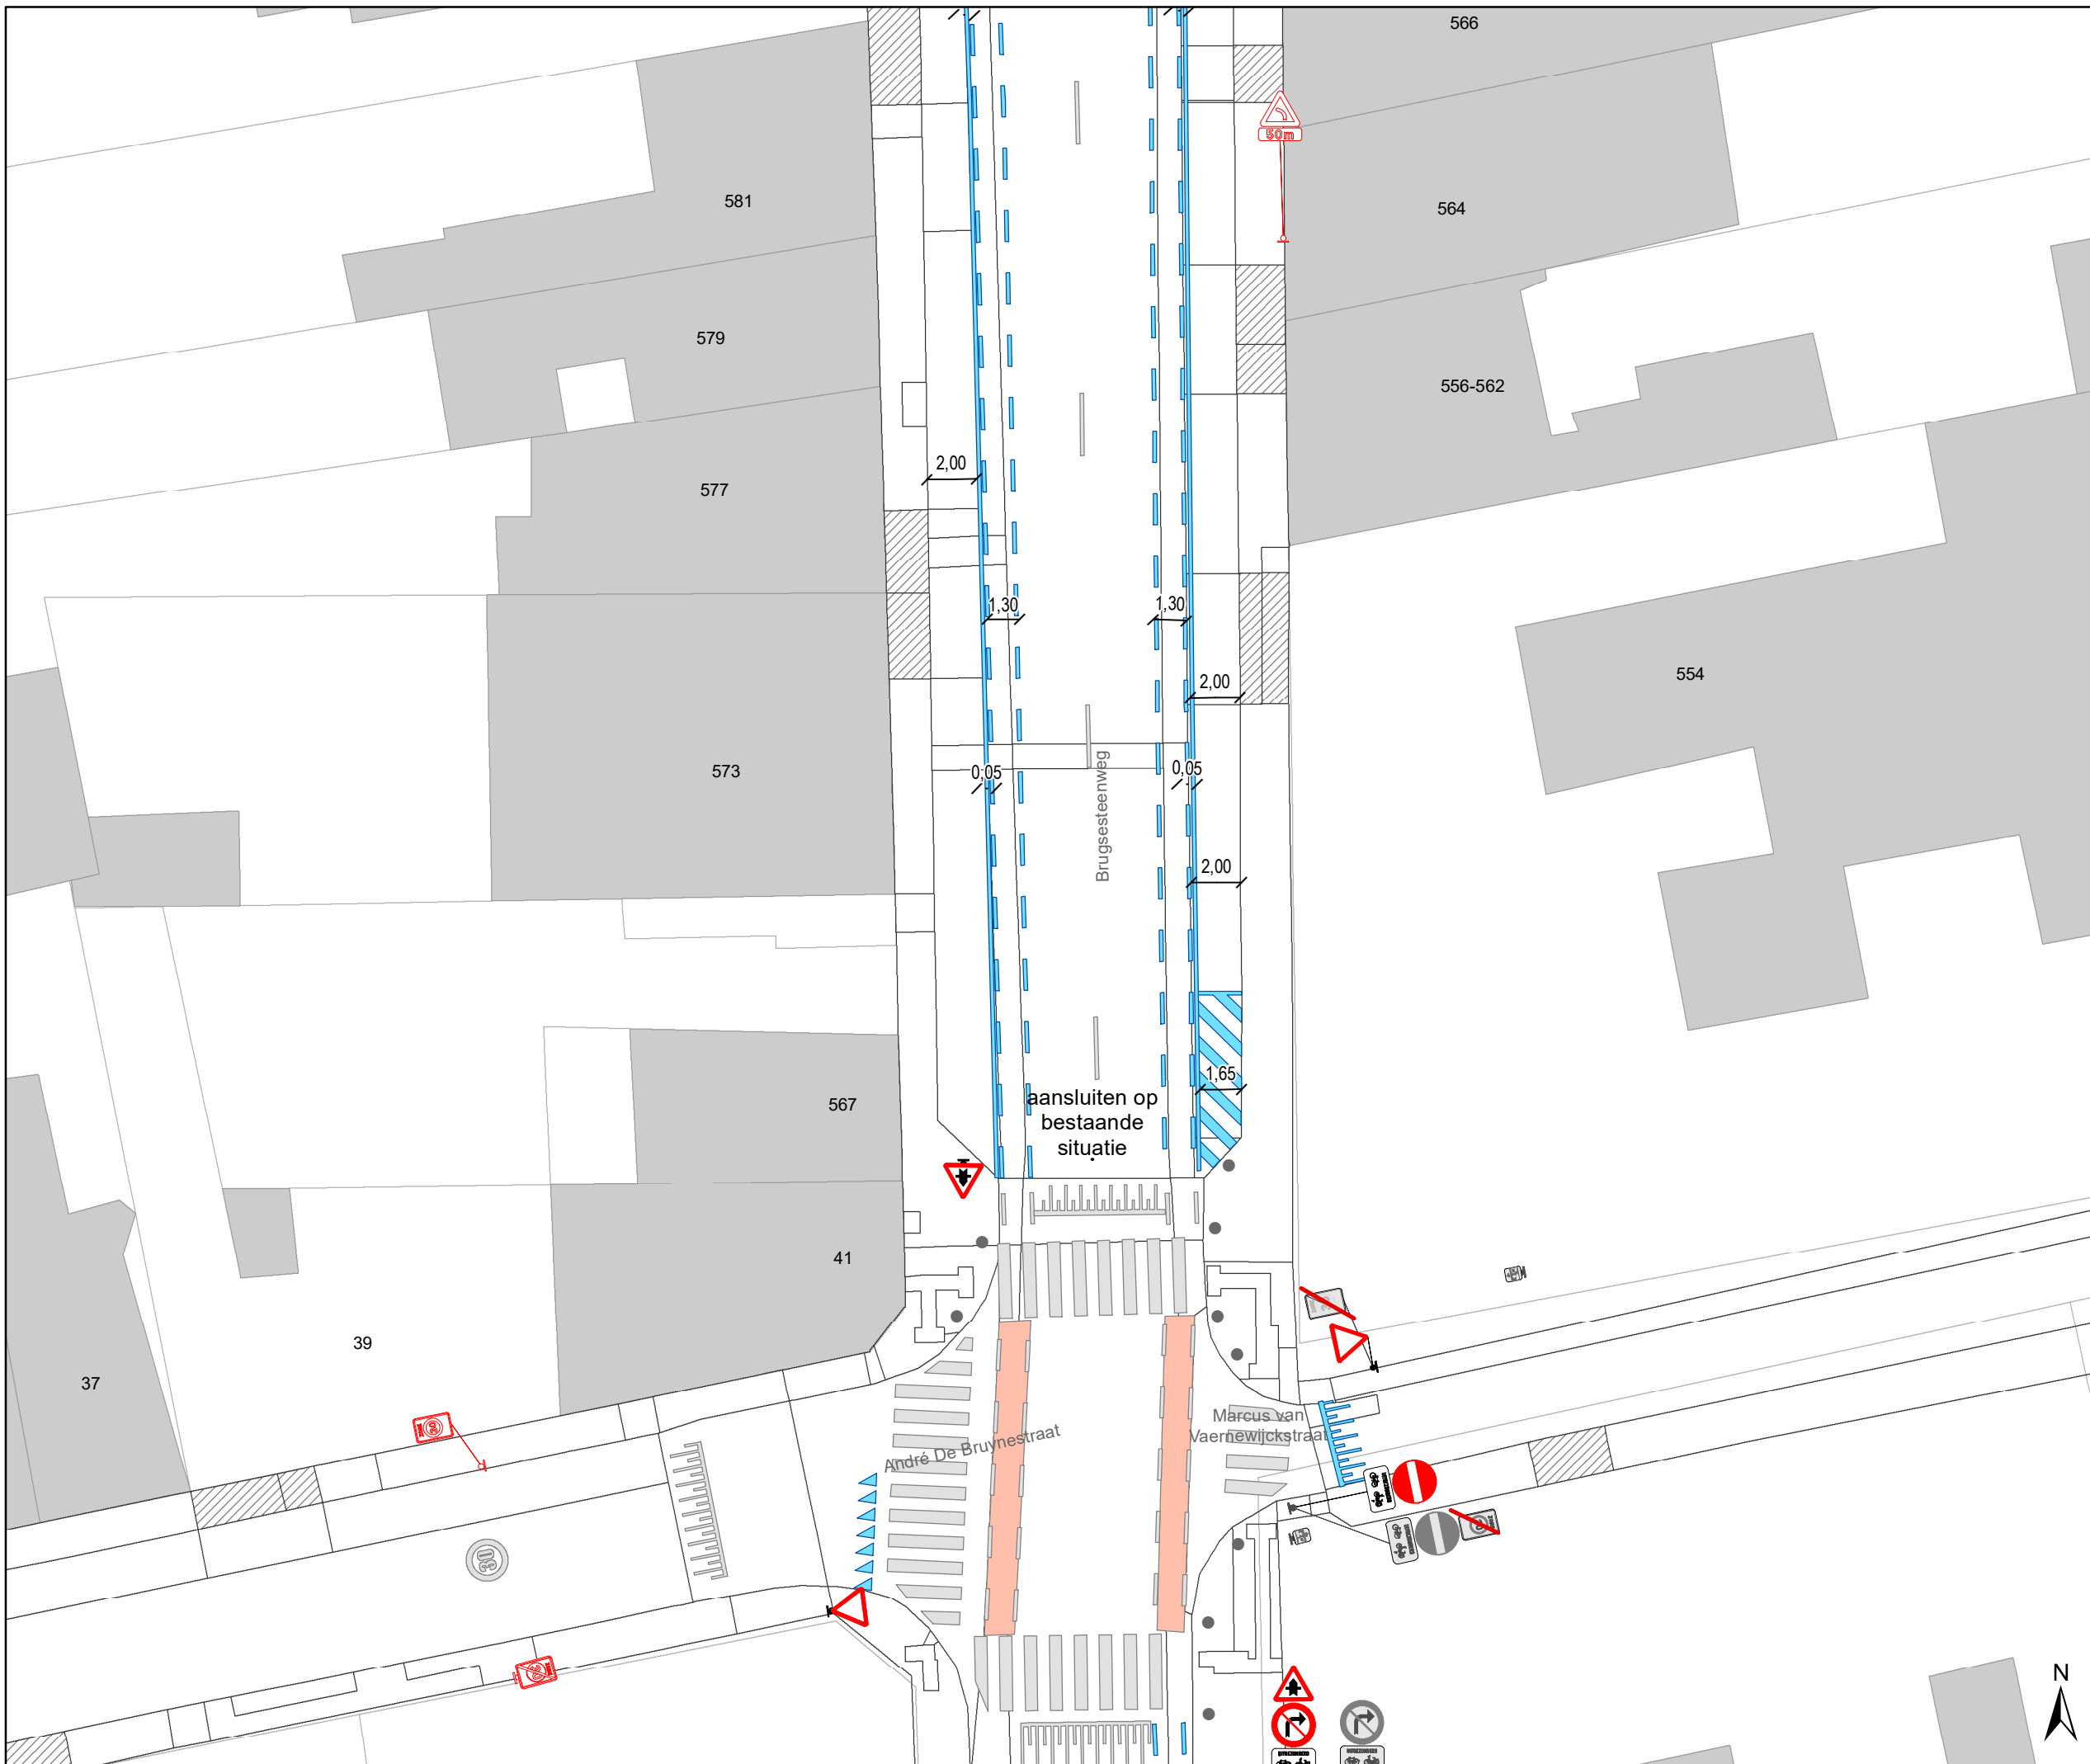 566
50m
581
564
579
556-562
2,00
577
1,30
1,30
554
2,00
573
0,05
0,05
Brugsesteenweg
2,00
1,65
aansluiten op
bestaande
situatie
567
41
39
37
Marcus van
Vaernewijckstraat
André De Bruynestraat
30
N